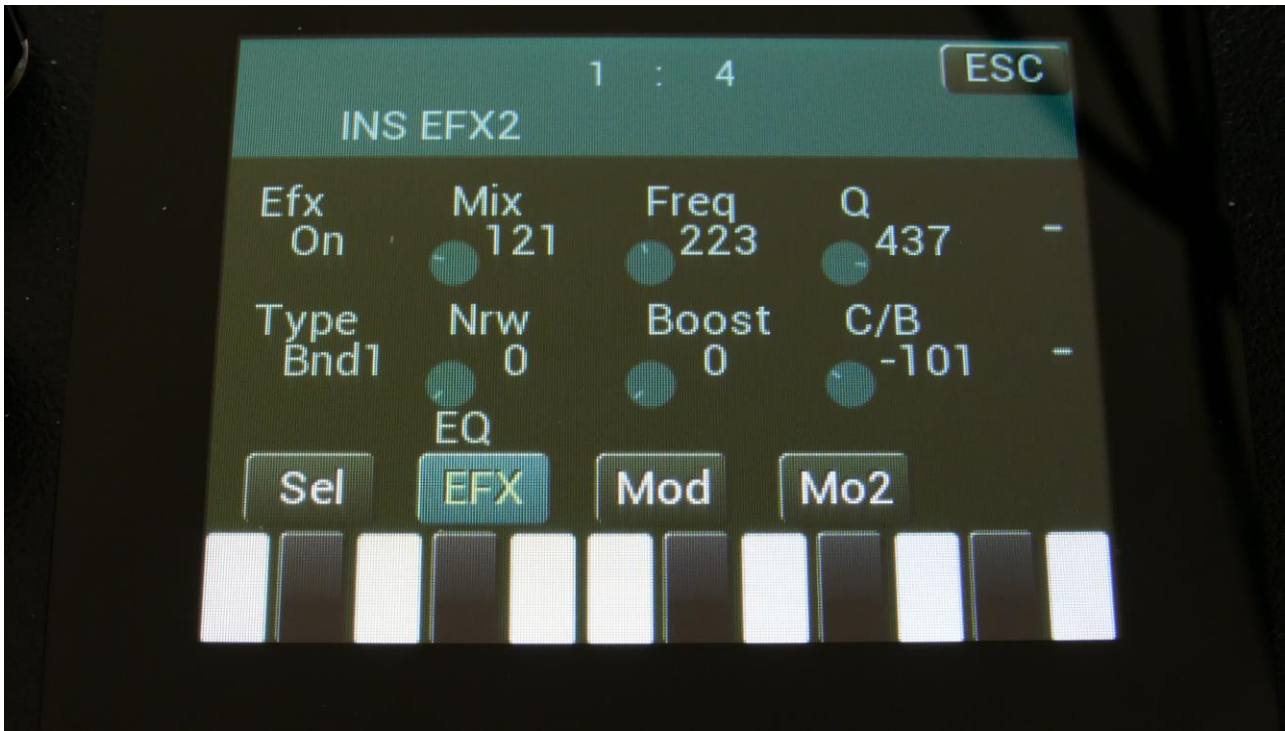 1 : 4 ESC
INS EFX2
Efx Mix Freq Q
On 121 223 437 -
Type Nrw Boost C/B
Bnd1 0 0 -101 -
EQ
Sel EFX Mod Mo2